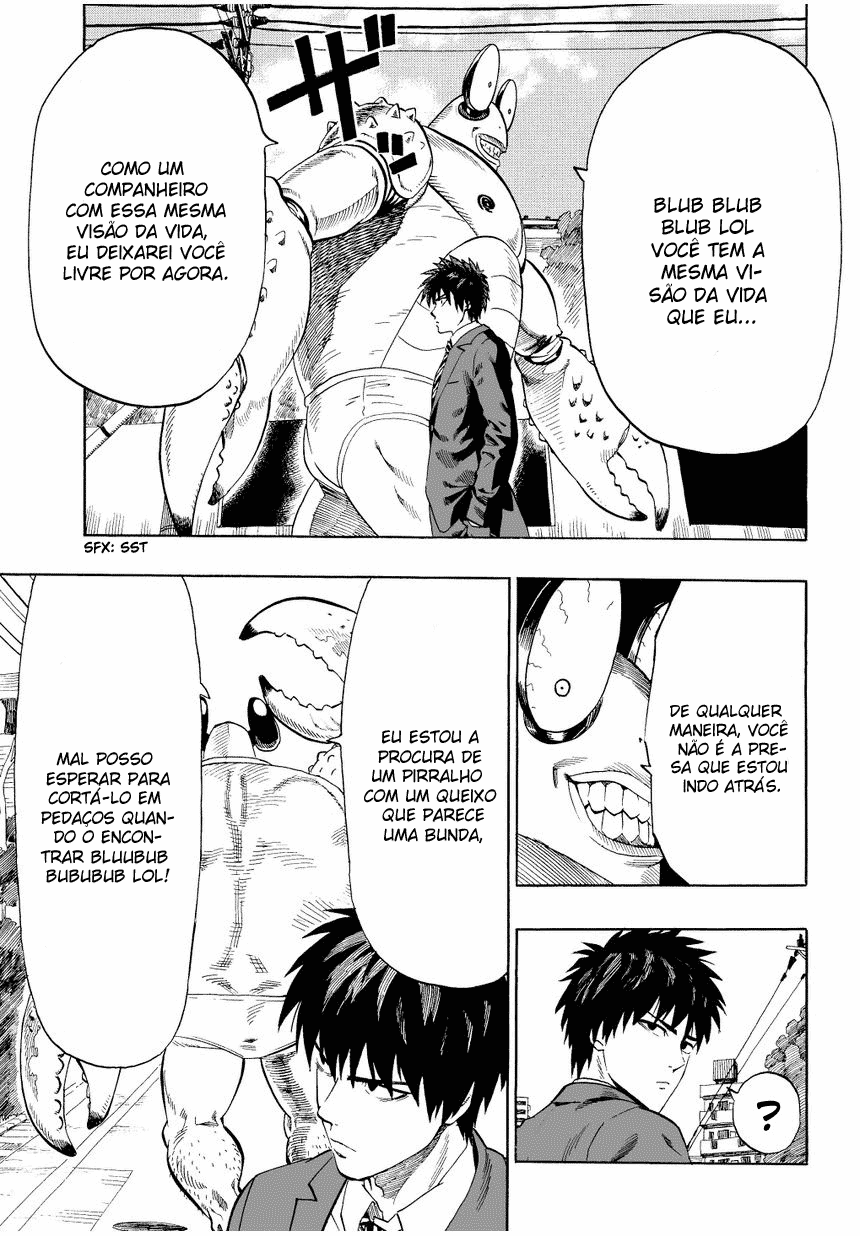 BLUB BLUB
BLUB LOL
VOCÊ TEM A
MESMA VI-
SÃO DA VIDA
QUE EU...
ザッ
COMO UM
COMPANHEIRO
COM ESSA MESMA
VISÃO DA VIDA,
EU DEIXAREI VOCÊ
LIVRE POR AGORA.
SFX: SST
DE QUALQUER
MANEIRA, VOCÊ
NÃO É A PRE-
SA QUE ESTOU
INDO ATRÁS.
?
EU ESTOU A
PROCURA DE
UM PIRRALHO
COM UM QUEIXO
QUE PARECE
UMA BUNDA,
MAL POSSO
ESPERAR PARA
CORTÁ-LO EM
PEDAÇOS QUAN-
DO O ENCON-
TRAR BLUUBUB
BUBUBUB LOL!